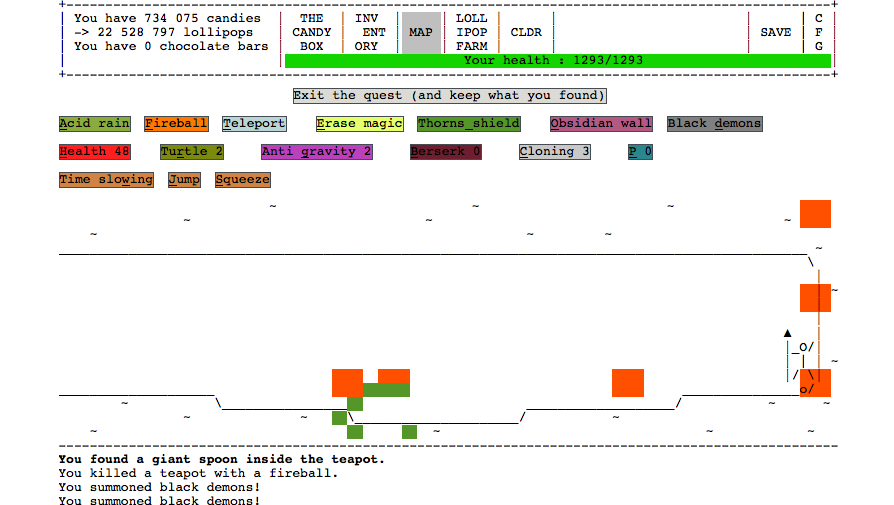 You have 734 075 candies THE INV LOLL C
-> 22 528 797 lollipops CANDY ENT MAP IPOP CLDR SAVE F
You have 0 chocolate bars BOX ORY FARM G
Your health : 1293/1293
Exit the quest (and keep what you found)
Acid rain Fireball Teleport Erase magic Thorns shield Obsidian wall Black demons
Health 48 Turtle 2 Anti gravity 2 Berserk 0 Cloning 3 P 0
Time slowing Jump Squeeze
You found a giant spoon inside the teapot.
You killed a teapot with a fireball.
You summoned black demons!
You summoned black demons!